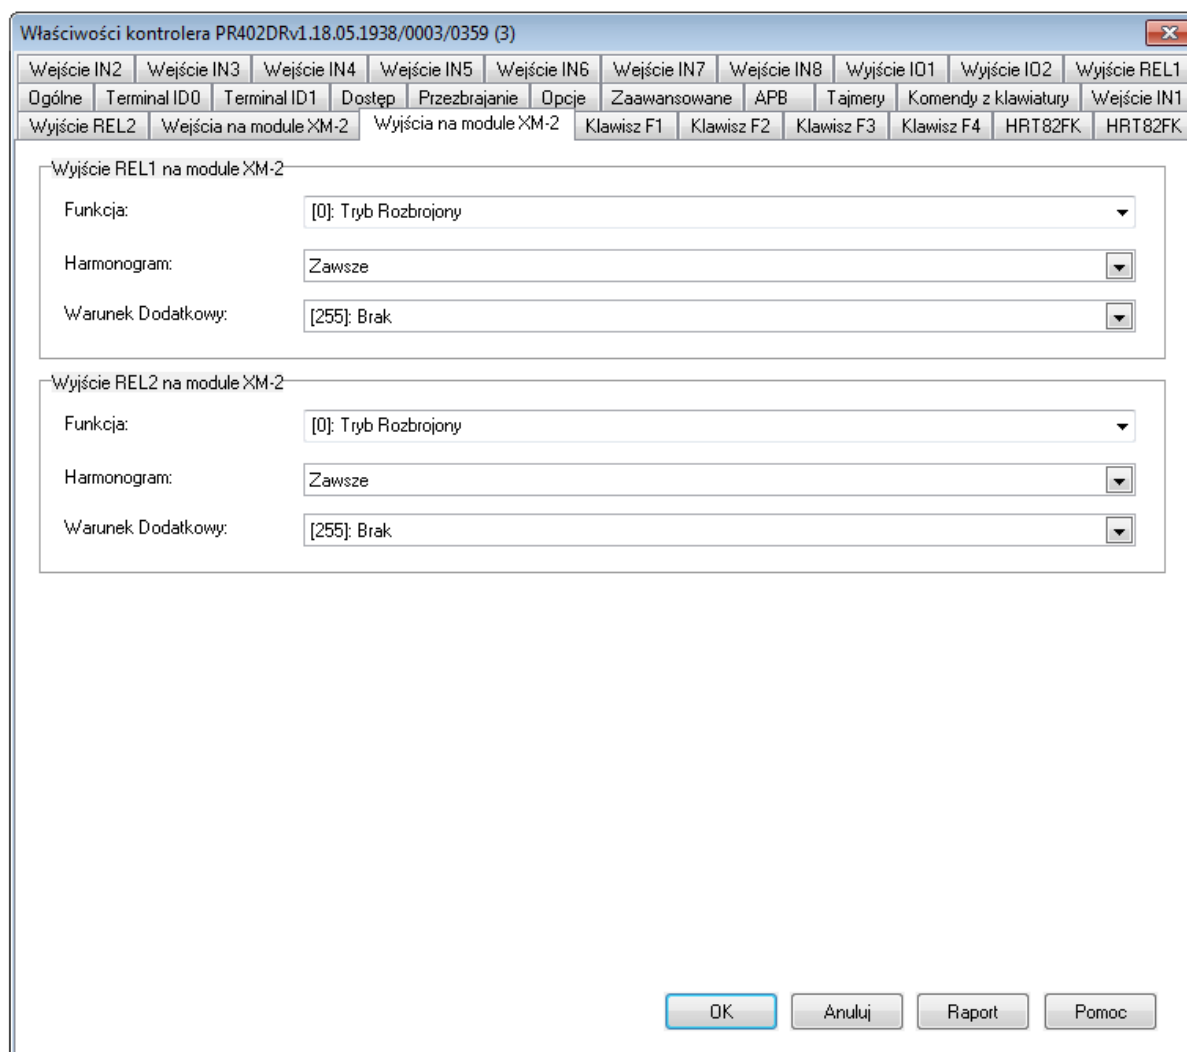 Właściwości kontrolera PR402DRv1.18.05.1938/0003/0359 (3)
Wejście IN2 Wejście IN3 Wejście IN4 Wejście IN5 Wejście IN6 Wejście IN7 Wejście IN8 Wyjście IO1 Wyjście IO2 Wyjście REL1
Ogólne Terminal ID0 Terminal ID1 Dostęp Przezbrajanie Opcje Zaawansowane APB Tajmery Komendy z klawiatury Wejście IN1
Wyjście REL2 Wejścia na module XM-2 Wyjścia na module XM-2 Klawisz F1 Klawisz F2 Klawisz F3 Klawisz F4 HRT82FK HRT82FK
Wyjście REL1 na module XM-2
Funkcja: [0]: Tryb Rozbrojony
Harmonogram: Zawsze
Warunek Dodatkowy: [255]: Brak
Wyjście REL2 na module XM-2
Funkcja: [0]: Tryb Rozbrojony
Harmonogram: Zawsze
Warunek Dodatkowy: [255]: Brak
OK Anuluj Raport Pomoc